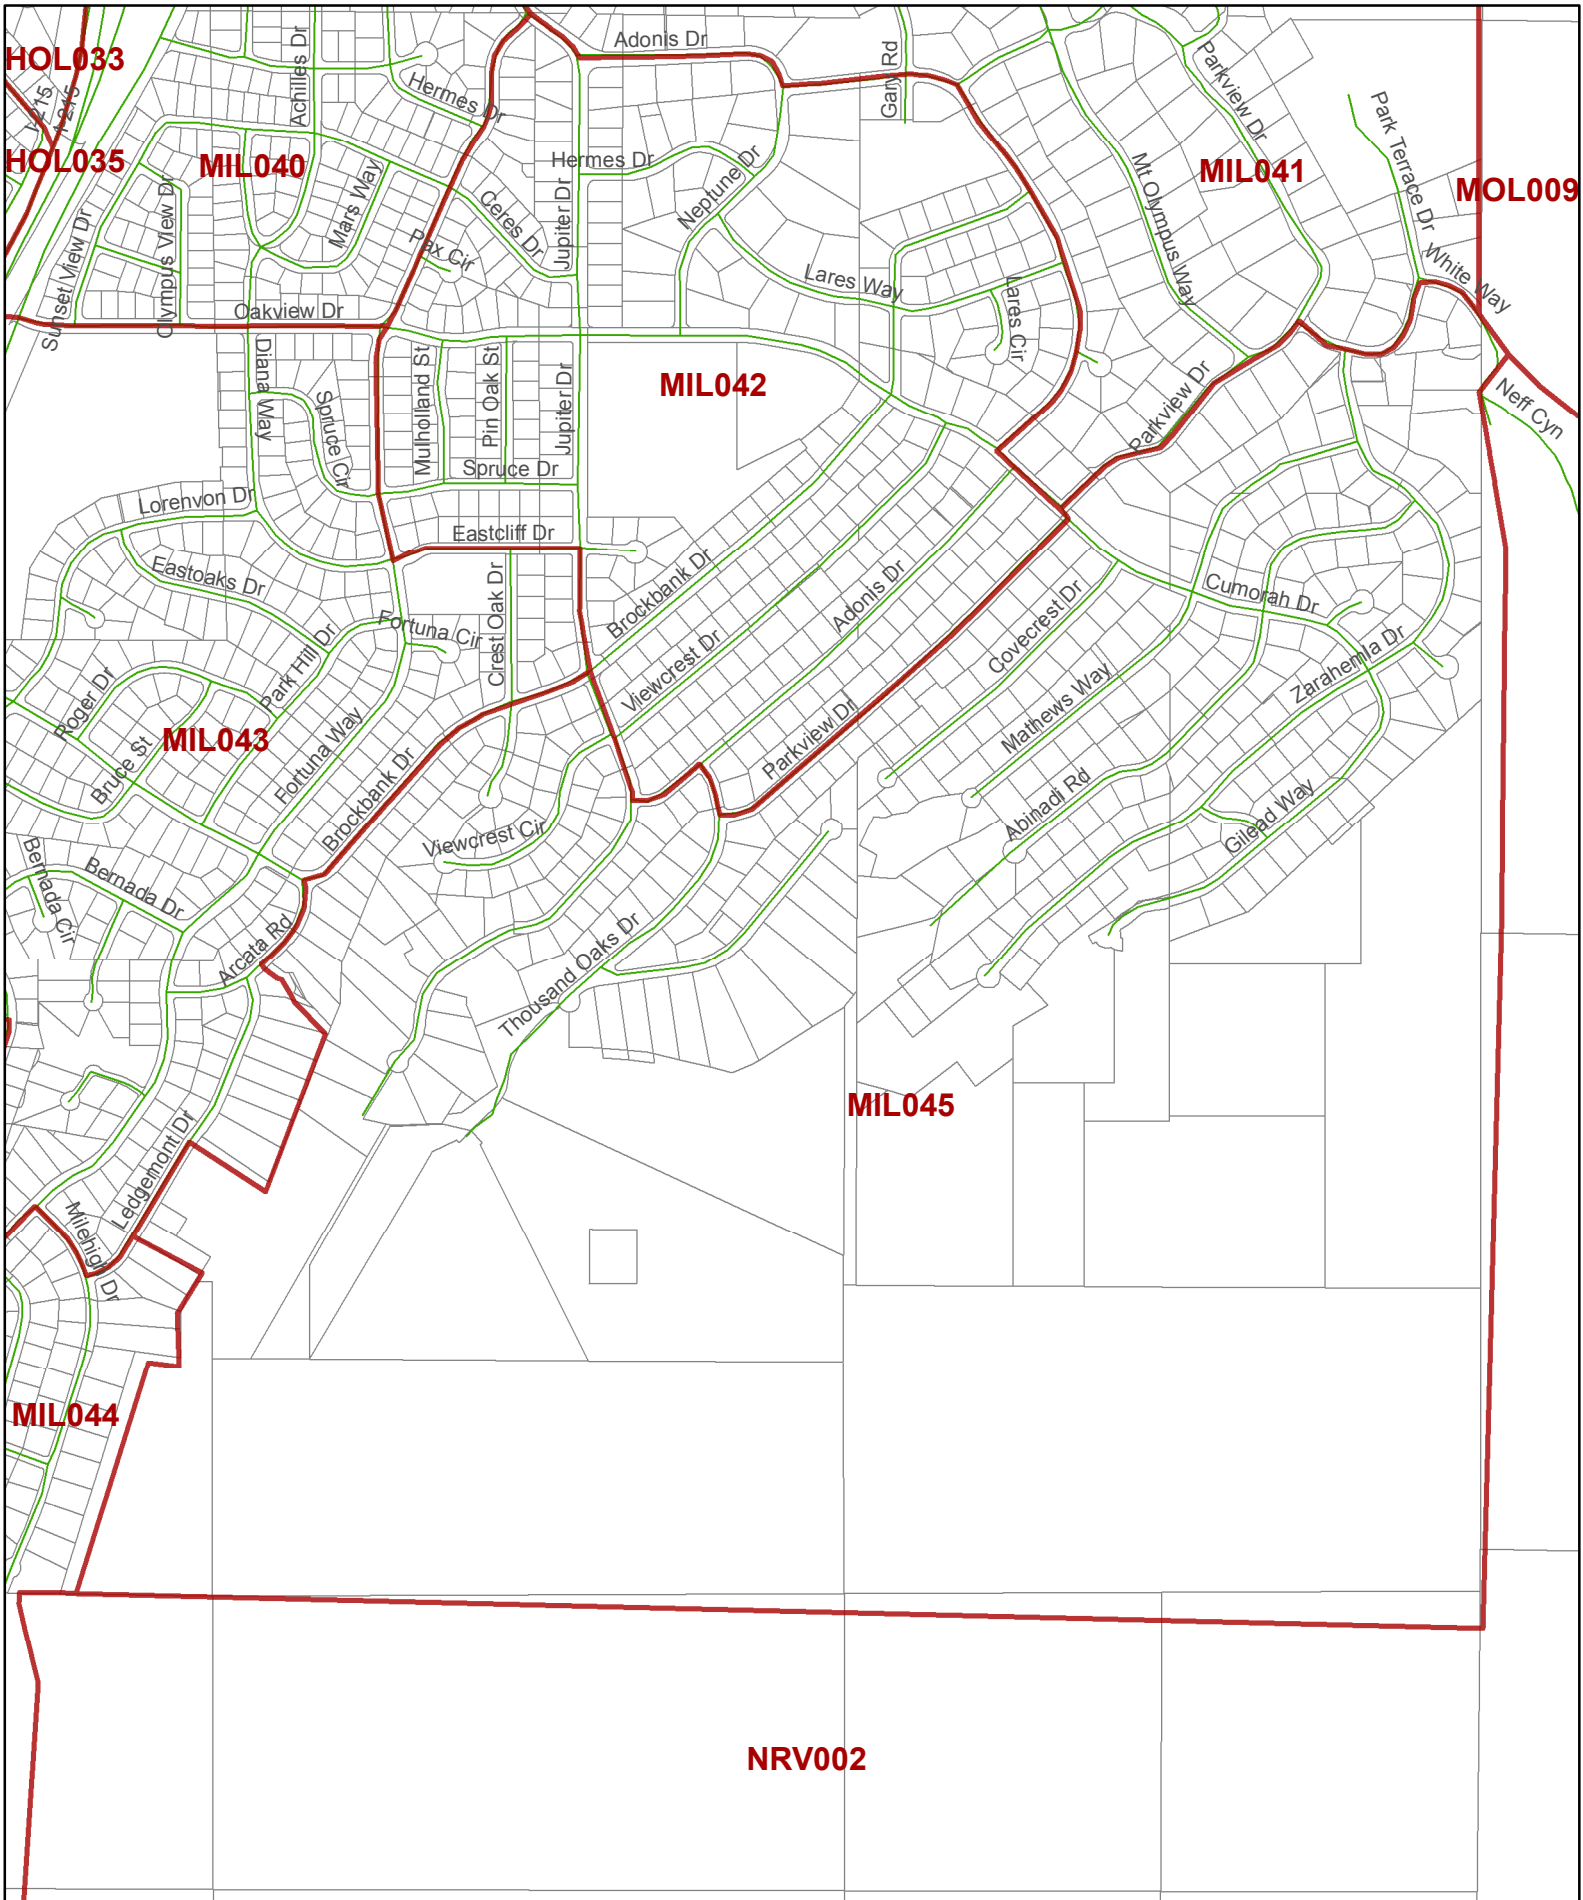 HOL033
Achilles Dr
Adonis Dr
Gary Rd
Parkview Dr
I-215
I-215
Hermes Dr
Park Terrace Dr
HOL035
MIL040
Hermes Dr
Neptune Dr
Mt Olympus Way
MIL041
MOL009
Mars Way
Ceres Dr
Jupiter Dr
Sunset View Dr
Olympus View Dr
Pax Cir
Lares Way
Lares Cir
White Way
Oakview Dr
Diana Way
Spruce Cir
Mulholland St
Pin Oak St
Jupiter Dr
MIL042
Parkview Dr
Neff Cyn
Spruce Dr
Lorenvon Dr
Eastcliff Dr
Eastoaks Dr
Crest Oak Dr
Brockbank Dr
Adonis Dr
Cumorah Dr
Fortuna Cir
Covecrest Dr
Park Hill Dr
Viewcrest Dr
Zarahemla Dr
Roger Dr
Mathews Way
MIL043
Parkview Dr
Bruce St
Fortuna Way
Brockbank Dr
Abinadi Rd
Gilead Way
Viewcrest Cir
Bernada Cir
Bernada Dr
Arcata Rd
Thousand Oaks Dr
MIL045
Ledgemont Dr
Milehigh Dr
MIL044
NRV002